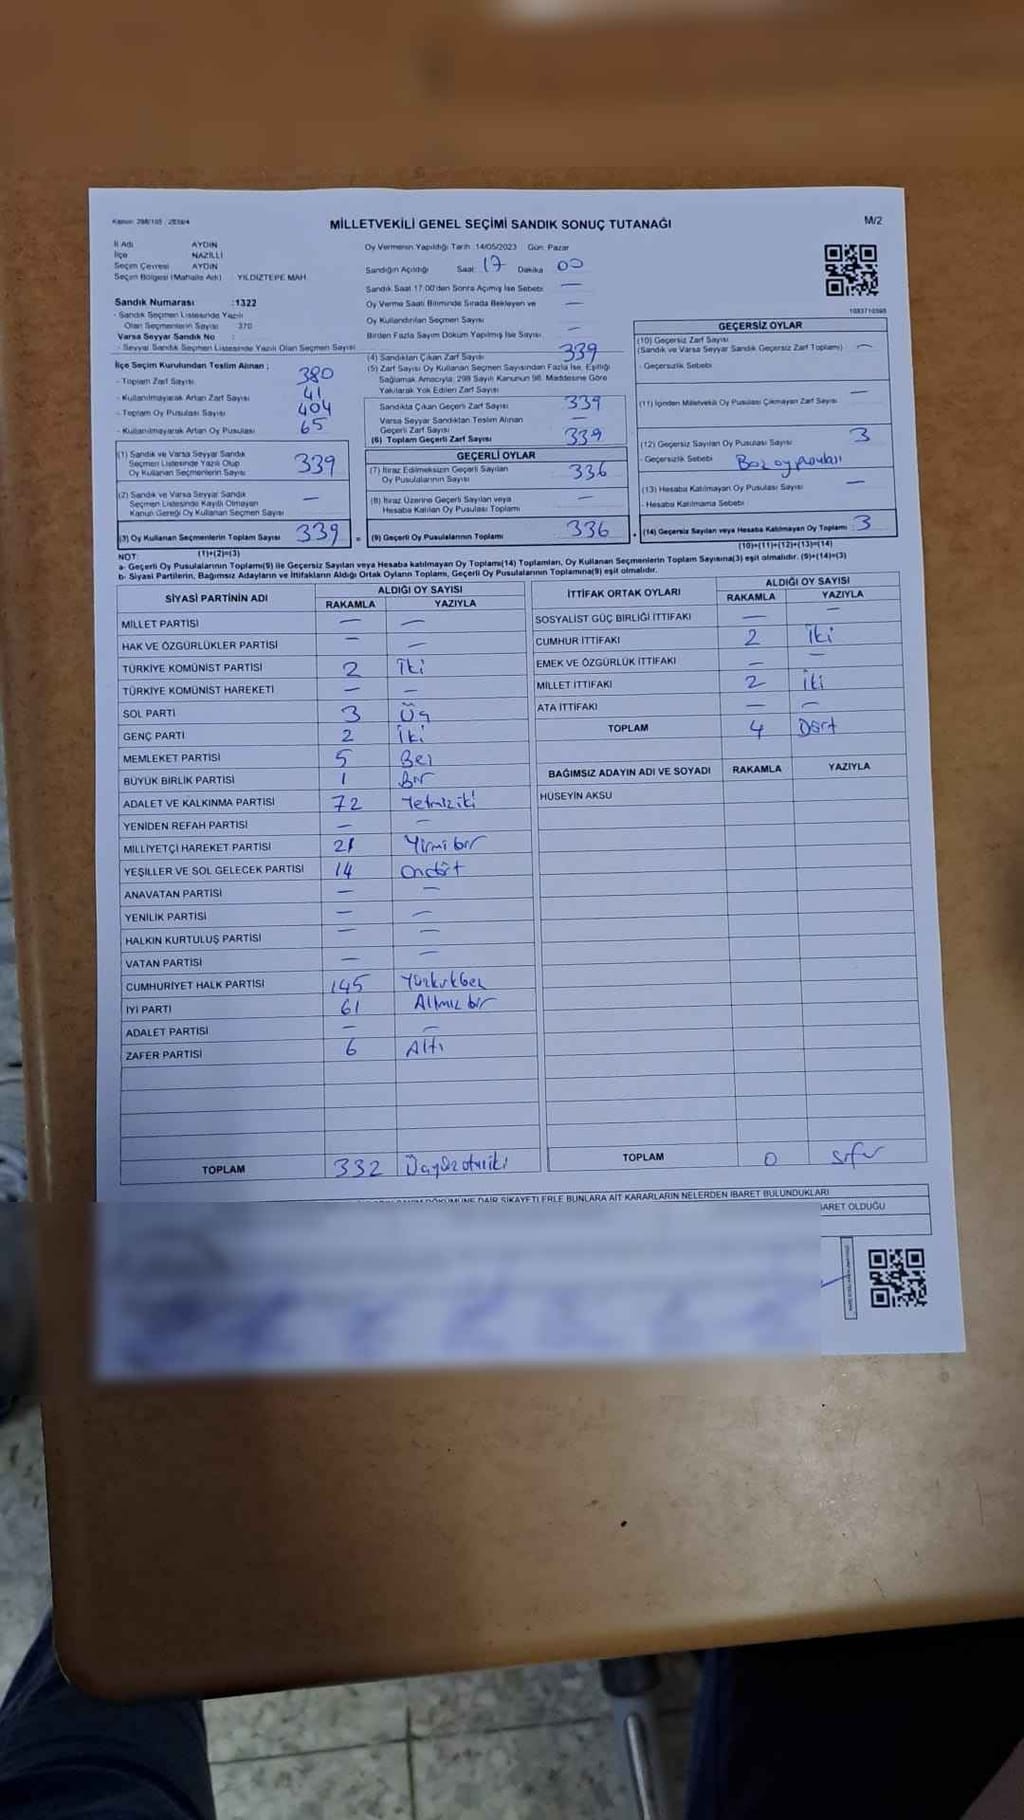 Kanun: 298/105 : 2839/4
MİLLETVEKİLİ GENEL SEÇİMİ SANDIK SONUÇ TUTANAĞI
M/2
İl Adı AYDIN
İlçe NAZİLLİ
Seçim Çevresi AYDIN
Seçim Bölgesi (Mahalle Adı) : YILDIZTEPE MAH.
Oy Vermenin Yapıldığı Tarih :14/05/2023 Gün: Pazar
Sandığın Açıldığı Saat: 17 Dakika 00
Sandık Saat 17.00'den Sonra Açılmış İse Sebebi: —
Oy Verme Saati Bitiminde Sırada Bekleyen ve —
Oy Kullandırılan Seçmen Sayısı
Birden Fazla Sayım Döküm Yapılmış İse Sayısı —
Sandık Numarası :1322
- Sandık Seçmen Listesinde Yazılı
Olan Seçmenlerin Sayısı : 370
Varsa Seyyar Sandık No :
- Seyyar Sandık Seçmen Listesinde Yazılı Olan Seçmen Sayısı :
İlçe Seçim Kurulundan Teslim Alınan ;
- Toplam Zarf Sayısı 380
- Kullanılmayarak Artan Zarf Sayısı 41
- Toplam Oy Pusulası Sayısı 404
- Kullanılmayarak Artan Oy Pusulası 65
(1) Sandık ve Varsa Seyyar Sandık
Seçmen Listesinde Yazılı Olup
Oy Kullanan Seçmenlerin Sayısı 339
(2) Sandık ve Varsa Seyyar Sandık
Seçmen Listesinde Kayıtlı Olmayan
Kanun Gereği Oy Kullanan Seçmen Sayısı —
(3) Oy Kullanan Seçmenlerin Toplam Sayısı 339 =
(1)+(2)=(3)
(4) Sandıktan Çıkan Zarf Sayısı 339
(5) Zarf Sayısı Oy Kullanan Seçmen Sayısından Fazla İse, Eşitliği
Sağlamak Amacıyla; 298 Sayılı Kanunun 98. Maddesine Göre
Yakılarak Yok Edilen Zarf Sayısı
Sandıkta Çıkan Geçerli Zarf Sayısı 339
Varsa Seyyar Sandıktan Teslim Alınan
Geçerli Zarf Sayısı —
(6) Toplam Geçerli Zarf Sayısı 339
GEÇERLİ OYLAR
(7) İtiraz Edilmeksizin Geçerli Sayılan
Oy Pusulalarının Sayısı 336
(8) İtiraz Üzerine Geçerli Sayılan veya
Hesaba Katılan Oy Pusulası Toplamı —
(9) Geçerli Oy Pusulalarının Toplamı 336 +
GEÇERSİZ OYLAR
(10) Geçersiz Zarf Sayısı
(Sandık ve Varsa Seyyar Sandık Geçersiz Zarf Toplamı) —
- Geçersizlik Sebebi
(11) İçinden Milletvekili Oy Pusulası Çıkmayan Zarf Sayısı —
(12) Geçersiz Sayılan Oy Pusulası Sayısı 3
- Geçersizlik Sebebi Boz oypusulası
(13) Hesaba Katılmayan Oy Pusulası Sayısı —
- Hesaba Katılmama Sebebi
(14) Geçersiz Sayılan veya Hesaba Katılmayan Oy Toplamı 3
(10)+(11)+(12)+(13)=(14)
NOT:
a- Geçerli Oy Pusulalarının Toplamı(9) ile Geçersiz Sayılan veya Hesaba katılmayan Oy Toplamı(14) Toplamları, Oy Kullanan Seçmenlerin Toplam Sayısına(3) eşit olmalıdır. (9)+(14)=(3)
b- Siyasi Partilerin, Bağımsız Adayların ve İttifakların Aldığı Ortak Oyların Toplamı, Geçerli Oy Pusulalarının Toplamına(9) eşit olmalıdır.
SİYASİ PARTİNİN ADI ALDIĞI OY SAYISI
RAKAMLA YAZIYLA
MİLLET PARTİSİ — —
HAK VE ÖZGÜRLÜKLER PARTİSİ — —
TÜRKİYE KOMÜNİST PARTİSİ 2 İki
TÜRKİYE KOMÜNİST HAREKETİ — —
SOL PARTİ 3 Üç
GENÇ PARTİ 2 İki
MEMLEKET PARTİSİ 5 Beş
BÜYÜK BİRLİK PARTİSİ 1 Bir
ADALET VE KALKINMA PARTİSİ 72 Yetmişiki
YENİDEN REFAH PARTİSİ — —
MİLLİYETÇİ HAREKET PARTİSİ 21 Yirmi bir
YEŞİLLER VE SOL GELECEK PARTİSİ 14 Ondört
ANAVATAN PARTİSİ — —
YENİLİK PARTİSİ — —
HALKIN KURTULUŞ PARTİSİ — —
VATAN PARTİSİ — —
CUMHURİYET HALK PARTİSİ 145 Yüzkırkbeş
İYİ PARTİ 61 Altmış bir
ADALET PARTİSİ — —
ZAFER PARTİSİ 6 Altı
TOPLAM 332 Üçyüzotuziki
İTTİFAK ORTAK OYLARI ALDIĞI OY SAYISI
RAKAMLA YAZIYLA
SOSYALİST GÜÇ BİRLİĞİ İTTİFAKI — —
CUMHUR İTTİFAKI 2 İki
EMEK VE ÖZGÜRLÜK İTTİFAKI — —
MİLLET İTTİFAKI 2 İki
ATA İTTİFAKI — —
TOPLAM 4 Dört
BAĞIMSIZ ADAYIN ADI VE SOYADI RAKAMLA YAZIYLA
HÜSEYİN AKSU
TOPLAM 0 Sıfır
DÖKÜMÜNE DAİR ŞİKAYETLERLE BUNLARA AİT KARARLARIN NELERDEN İBARET BULUNDUKLARI
İBARET OLDUĞU